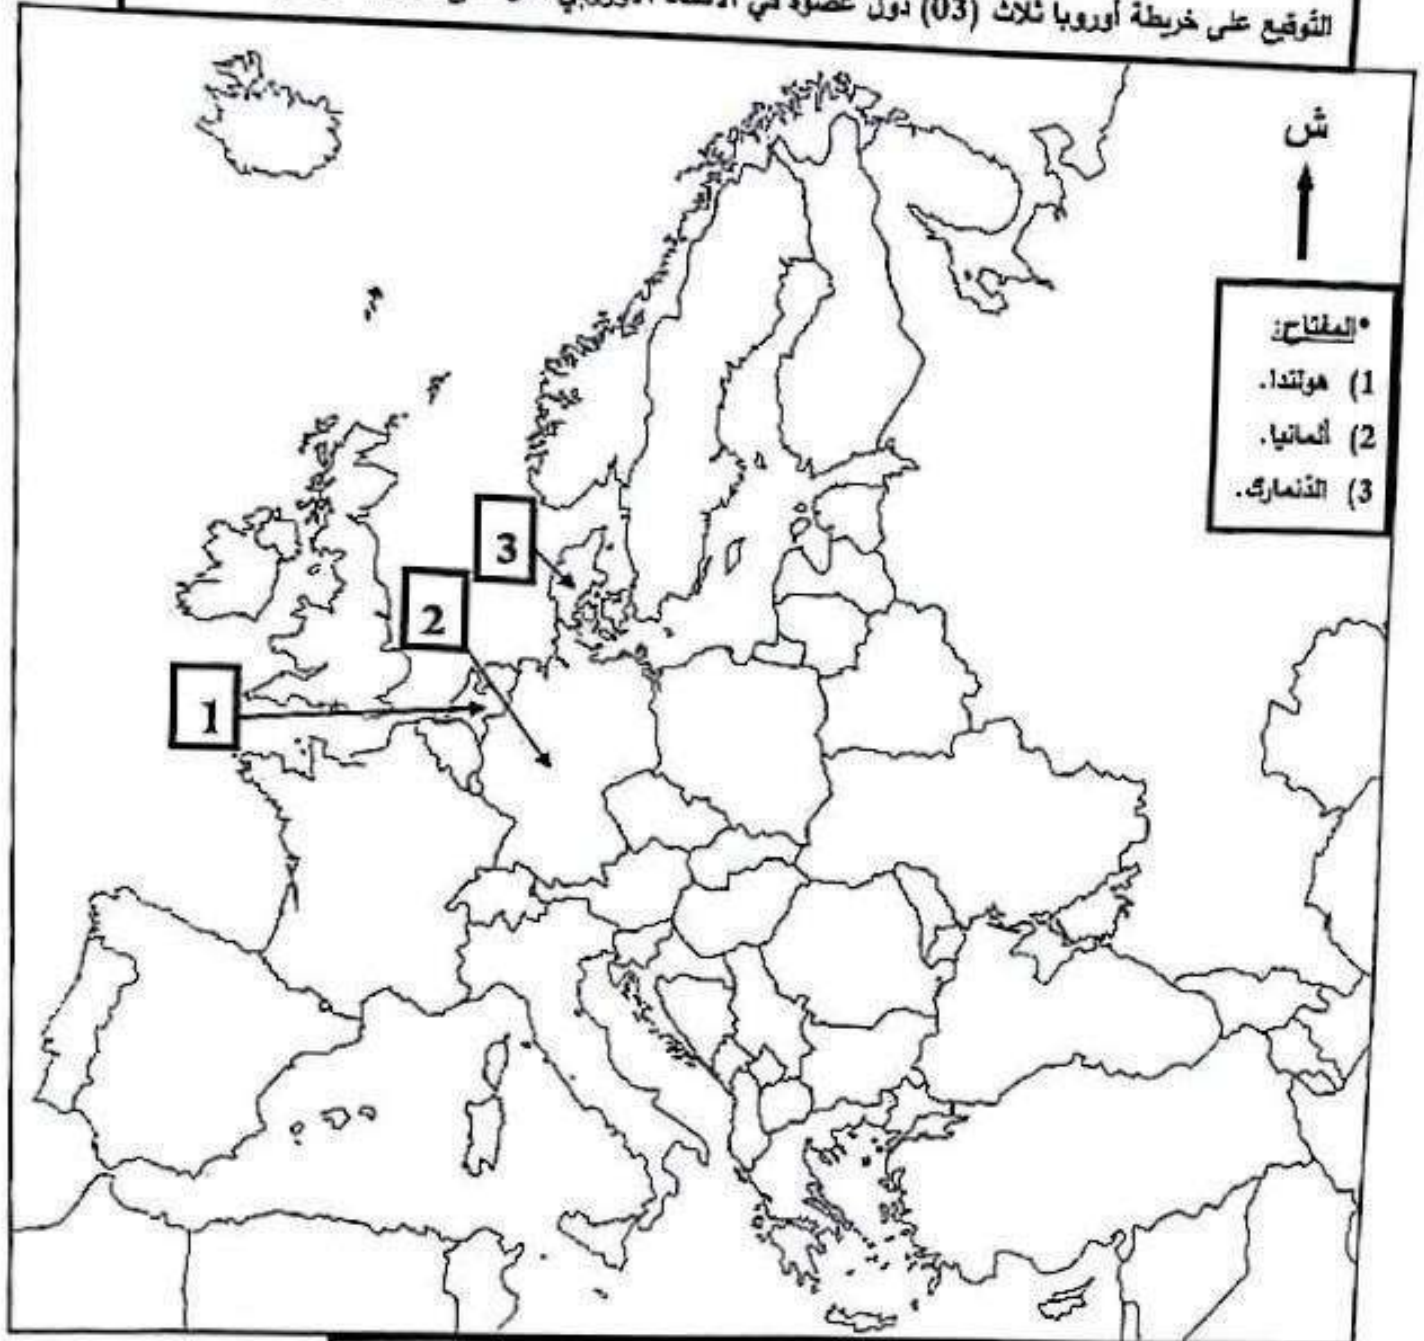 التوقيع على خريطة أوروبا ثلاث (03) دول عضوة في
ش
•المفتاح:
1) هولندا.
2) ألمانيا.
3) الدنمارك.
3
2
1